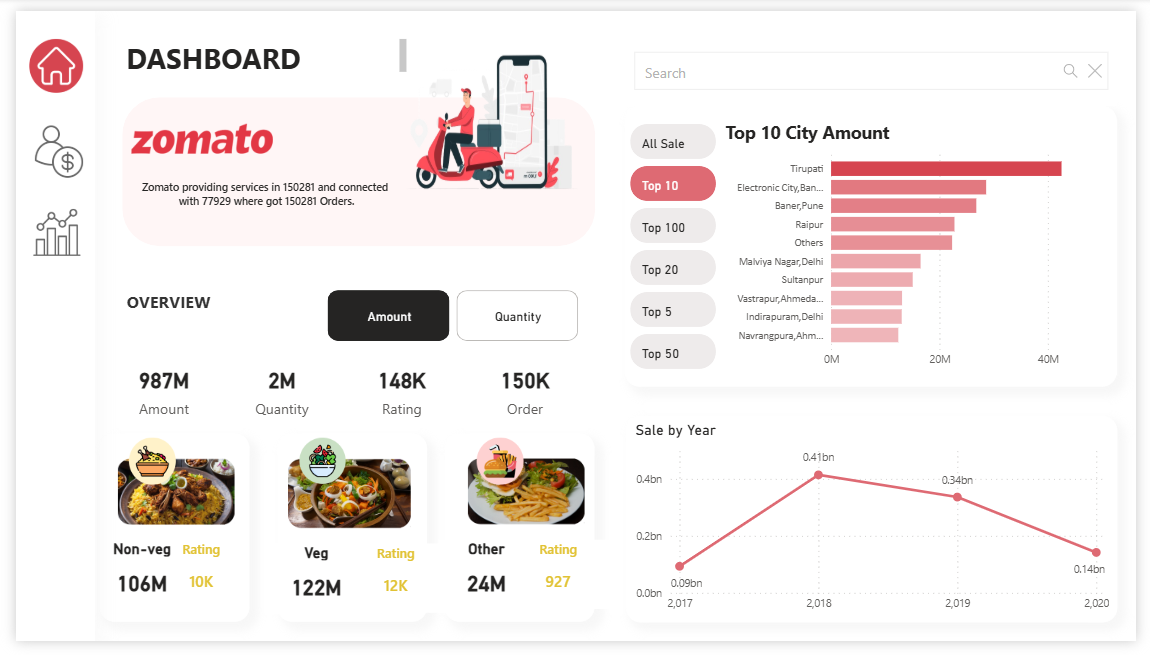 DASHBOARD
zomato
Zomato providing services in 150281 and connected
with 77929 where got 150281 Orders.
OVERVIEW
Amount
Quantity
987M
Amount
2M
Quantity
148K
Rating
150K
Order
Non-veg
Rating
106M
10K
Veg
Rating
122M
12K
Other
Rating
24M
927
Search
All Sale
Top 10
Top 100
Top 20
Top 5
Top 50
Top 10 City Amount
Tirupati
Electronic City,Ban...
Baner,Pune
Raipur
Others
Malviya Nagar,Delhi
Sultanpur
Vastrapur,Ahmeda...
Indirapuram,Delhi
Navrangpura,Ahm...
0M
20M
40M
Sale by Year
0.4bn
0.2bn
0.0bn
0.09bn
0.41bn
0.34bn
0.14bn
2,017
2,018
2,019
2,020